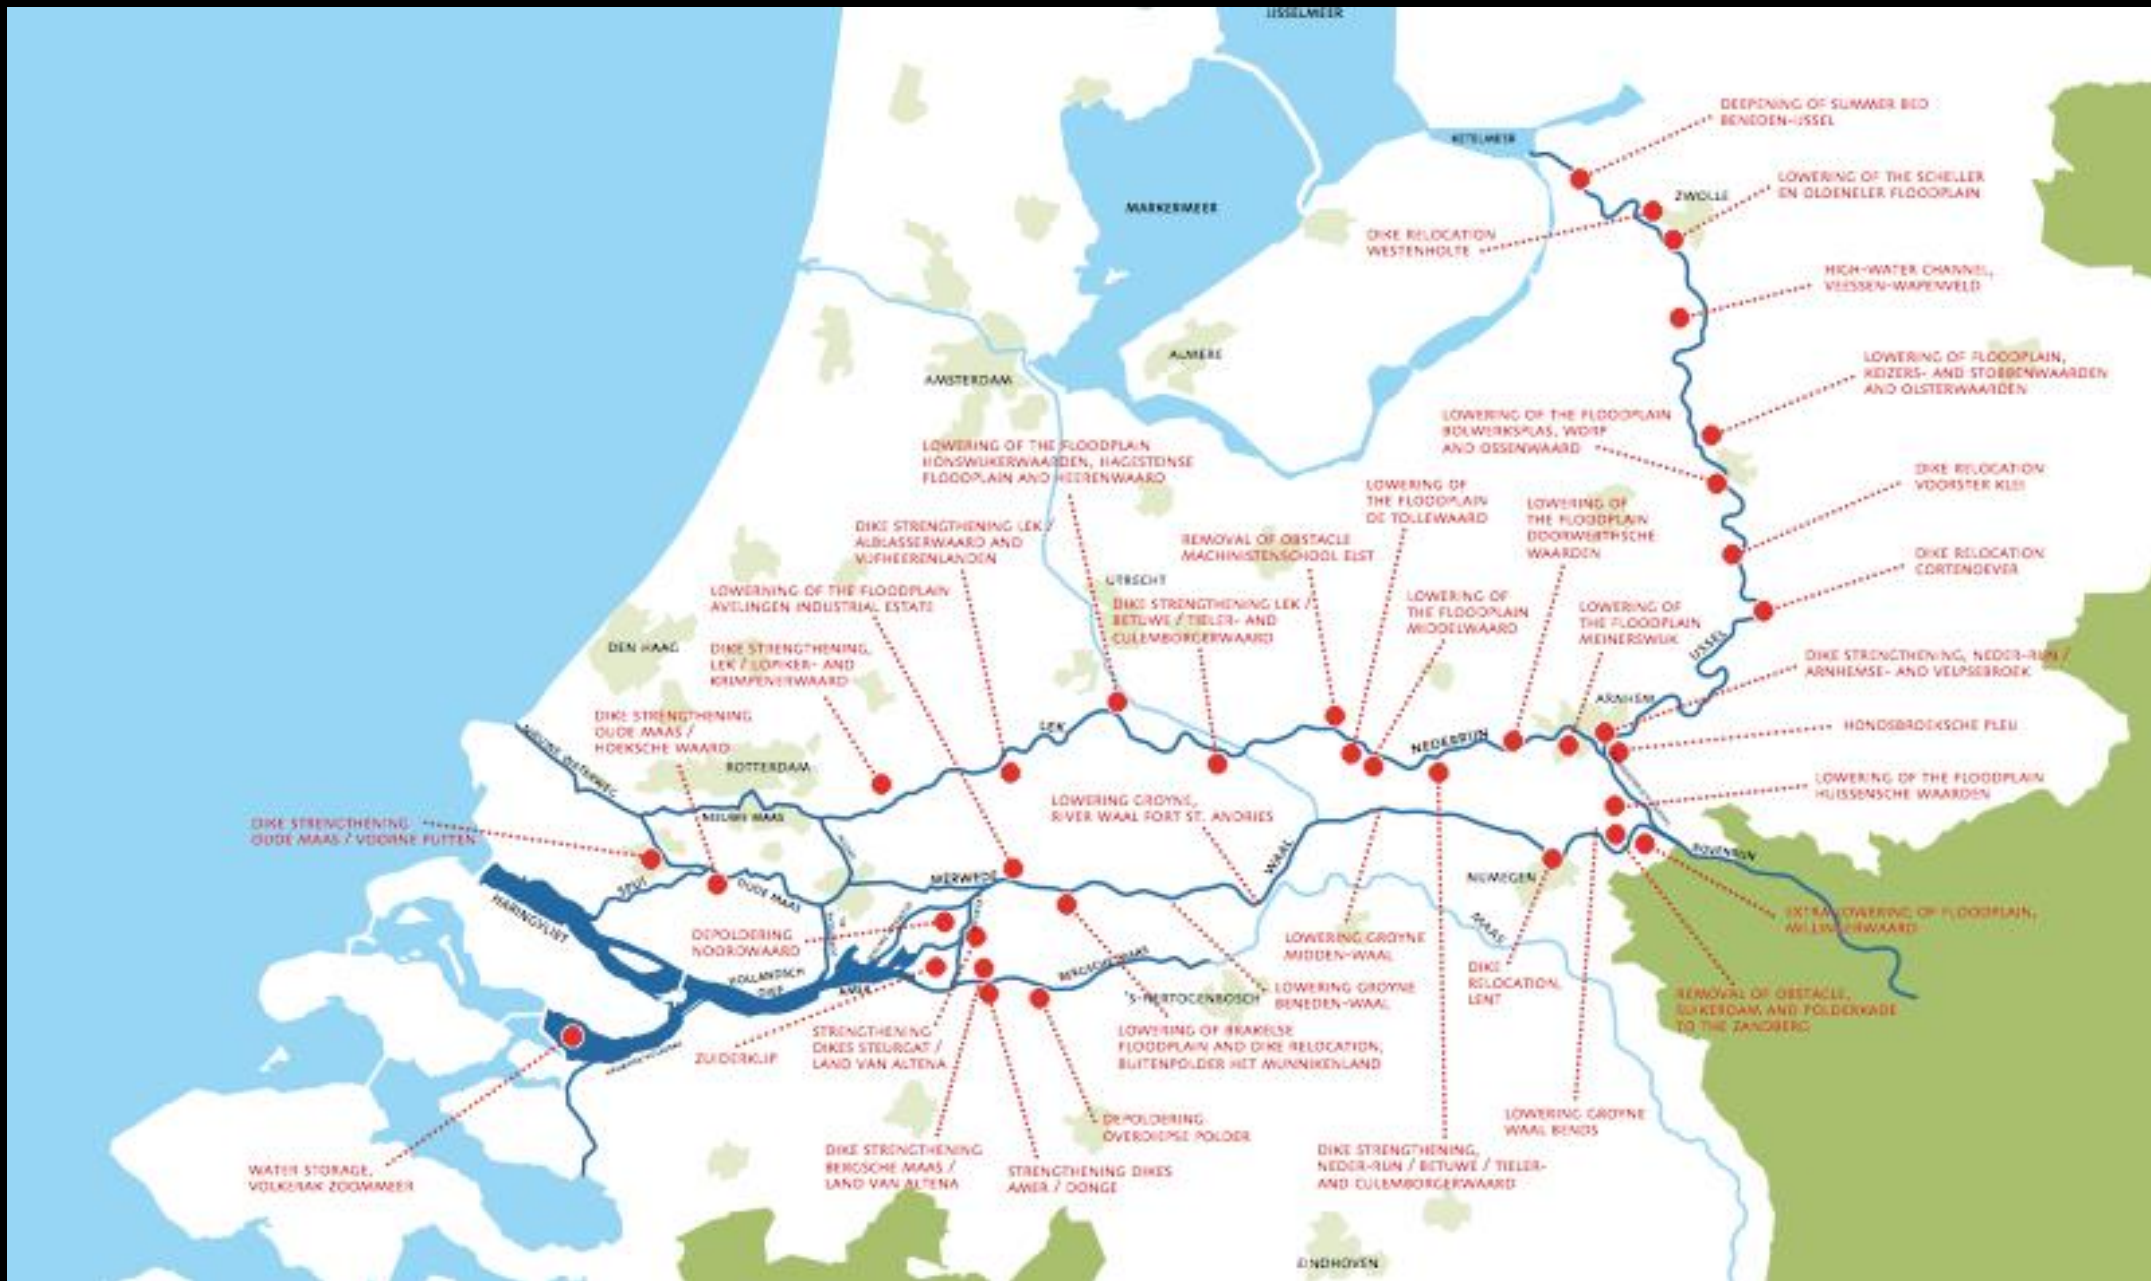 IJSSELMEER
KETELMEER
DEEPENING OF SUMMER BED
BENEDEN-IJSSEL
LOWERING OF THE SCHELLER
EN OLDENELER FLOODPLAIN
ZWOLLE
MARKERMEER
DIKE RELOCATION
WESTENHOLTE
HIGH-WATER CHANNEL,
VEESSEN-WAPENVELD
ALMERE
AMSTERDAM
LOWERING OF FLOODPLAIN,
KEIZERS- AND STOBBENWAARDEN
AND OLSTERWAARDEN
LOWERING OF THE FLOODPLAIN
BOLWERKSPLAS, WORP
AND OSSENWAARD
LOWERING OF THE FLOODPLAIN
HONSWIJKERWAARDEN, HAGESTEINSE
FLOODPLAIN AND HEERENWAARD
DIKE RELOCATION
VOORSTER KLEI
LOWERING OF
THE FLOODPLAIN
DE TOLLEWAARD
LOWERING OF
THE FLOODPLAIN
DOORWERTHSCHE
WAARDEN
DIKE STRENGTHENING LEK /
ALBLASSERWAARD AND
VIJFHEERENLANDEN
REMOVAL OF OBSTACLE
MACHINISTENSCHOOL ELST
DIKE RELOCATION
CORTENOEVER
UTRECHT
LOWERNING OF THE FLOODPLAIN
AVELINGEN INDUSTRIAL ESTATE
DIKE STRENGTHENING LEK /
BETUWE / TIELER- AND
CULEMBORGERWAARD
LOWERING OF
THE FLOODPLAIN
MIDDELWAARD
LOWERING OF
THE FLOODPLAIN
MEINERSWIJK
IJSSEL
DEN HAAG
DIKE STRENGTHENING,
LEK / LOPIKER- AND
KRIMPENERWAARD
DIKE STRENGTHENING, NEDER-RIJN /
ARNHEMSE- AND VELPSEBROEK
ARNHEM
DIKE STRENGTHENING
OUDE MAAS /
HOEKSCHE WAARD
HONDSBROEKSCHE PLEIJ
NIEUWE WATERWEG
LEK
NEDERRIJN
ROTTERDAM
LOWERING OF THE FLOODPLAIN
HUISSENSCHE WAARDEN
LOWERING GROYNE,
RIVER WAAL FORT ST. ANDRIES
NIEUWE MAAS
DIKE STRENGTHENING
OUDE MAAS / VOORNE PUTTEN
WAAL
BOVENRIJN
MERWEDE
NIJMEGEN
SPUI
OUDE MAAS
HARINGVLIET
MAAS
EXTRA LOWERING OF FLOODPLAIN,
MILLINGERWAARD
DEPOLDERING
NOORDWAARD
LOWERING GROYNE
MIDDEN-WAAL
BERGSCHE MAAS
DIKE
RELOCATION,
LENT
HOLLANDSCH
DIEP
AMER
LOWERING GROYNE
BENEDEN-WAAL
'S-HERTOGENBOSCH
REMOVAL OF OBSTACLE,
SUIKERDAM AND POLDERKADE
TO THE ZANDBERG
STRENGTHENING
DIKES STEURGAT /
LAND VAN ALTENA
LOWERING OF BRAKELSE
FLOODPLAIN AND DIKE RELOCATION,
BUITENPOLDER HET MUNNIKENLAND
ZUIDERKLIP
LOWERING GROYNE
WAAL BENDS
DEPOLDERING
OVERDIEPSE POLDER
DIKE STRENGTHENING
BERGSCHE MAAS /
LAND VAN ALTENA
DIKE STRENGTHENING,
NEDER-RIJN / BETUWE / TIELER-
AND CULEMBORGERWAARD
WATER STORAGE,
VOLKERAK ZOOMMEER
STRENGTHENING DIKES
AMER / DONGE
EINDHOVEN